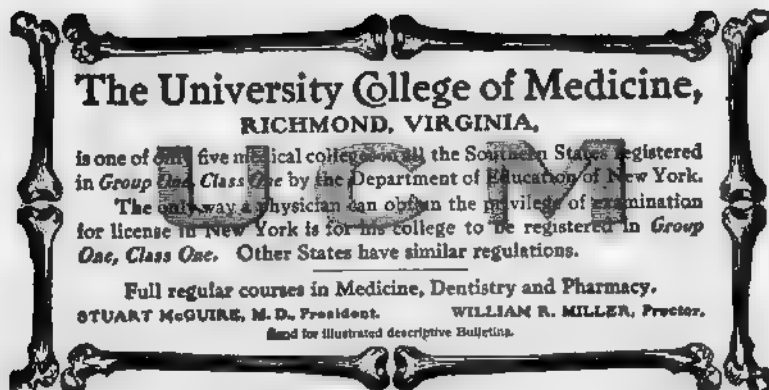 The University College of Medicine,
RICHMOND, VIRGINIA,
is one of only five medical colleges in all the Southern States registered
in Group One, Class One by the Department of Education of New York.
The only way a physician can obtain the privilege of examination
for license in New York is for his college to be registered in Group
One, Class One. Other States have similar regulations.
UCM
Full regular courses in Medicine, Dentistry and Pharmacy.
STUART McGUIRE, M. D., President. WILLIAM R. MILLER, Proctor.
Send for illustrated descriptive Bulletins.